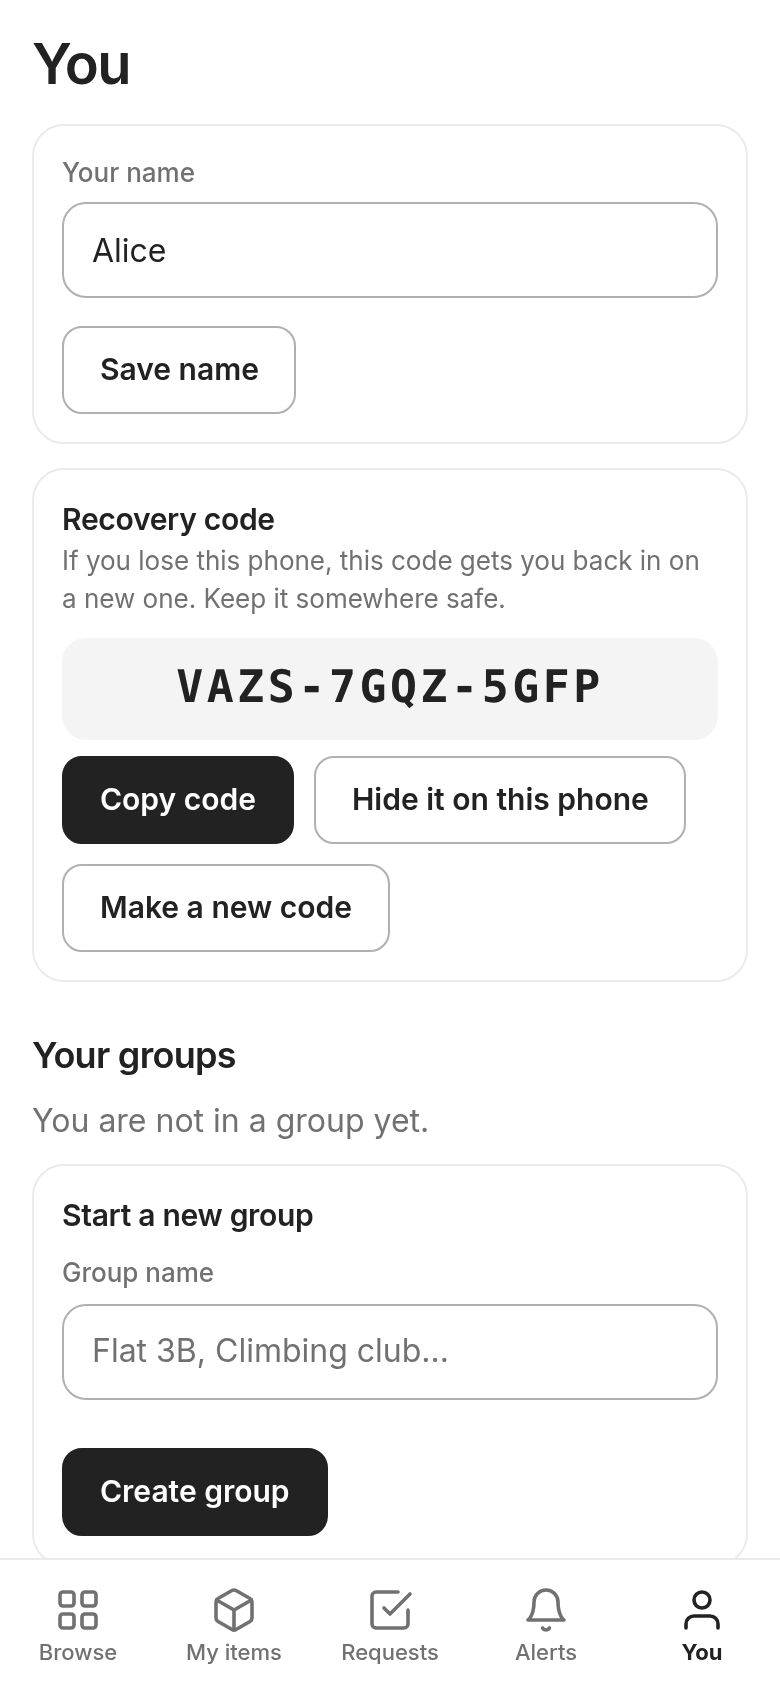 You
Your name
Alice
Save name
Recovery code
If you lose this phone, this code gets you back in on
a new one. Keep it somewhere safe.
VAZS-7GQZ-5GFP
Copy code
Hide it on this phone
Make a new code
Your groups
You are not in a group yet.
Start a new group
Group name
Flat 3B, Climbing club...
Create group
Browse
My items
Requests
Alerts
You